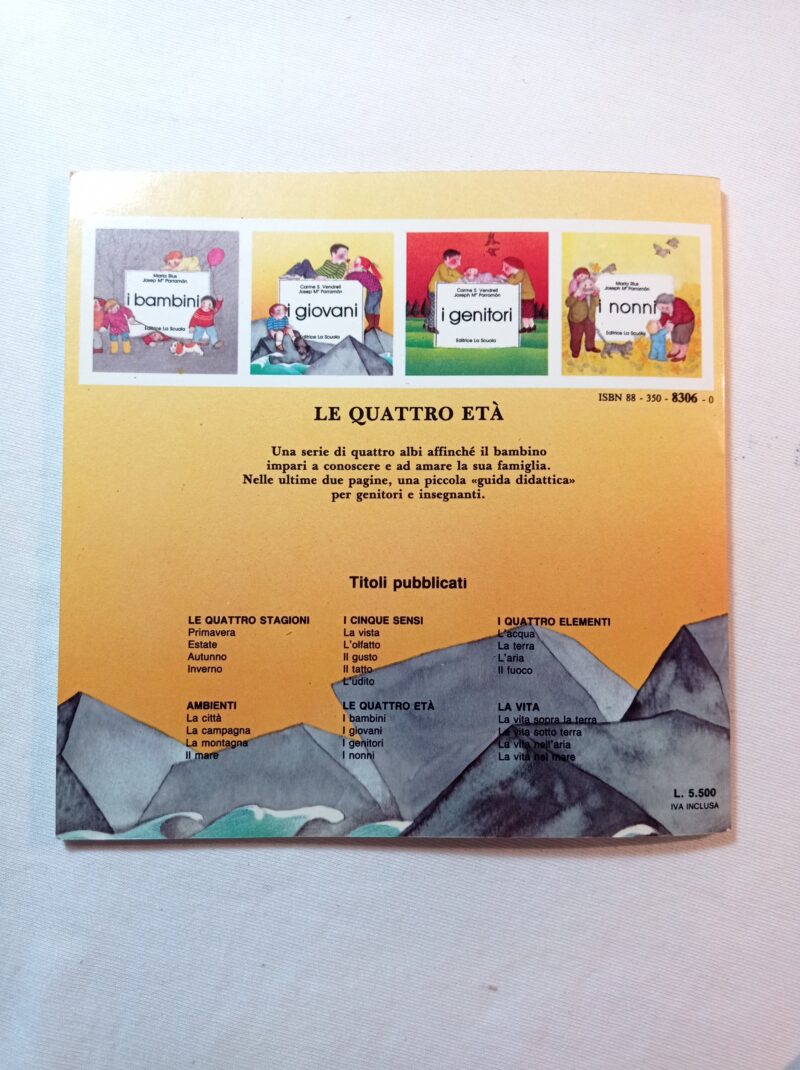 Maria Rius
Josep Mª Parramón
i bambini
Editrice La Scuola
Carme S. Vendrell
Josep Mª Parramón
i giovani
Editrice La Scuola
Carme S. Vendrell
Joseph Mª Parramón
i genitori
Editrice La Scuola
Maria Rius
Joseph Mª Parramón
i nonni
Editrice La Scuola
ISBN 88 - 350 - 8306 - 0
LE QUATTRO ETÀ
Una serie di quattro albi affinché il bambino
impari a conoscere e ad amare la sua famiglia.
Nelle ultime due pagine, una piccola «guida didattica»
per genitori e insegnanti.
Titoli pubblicati
LE QUATTRO STAGIONI
Primavera
Estate
Autunno
Inverno
I CINQUE SENSI
La vista
L'olfatto
Il gusto
Il tatto
L'udito
I QUATTRO ELEMENTI
L'acqua
La terra
L'aria
Il fuoco
AMBIENTI
La città
La campagna
La montagna
Il mare
LE QUATTRO ETÀ
I bambini
I giovani
I genitori
I nonni
LA VITA
La vita sopra la terra
La vita sotto terra
La vita nell'aria
La vita nel mare
L. 5.500
IVA INCLUSA